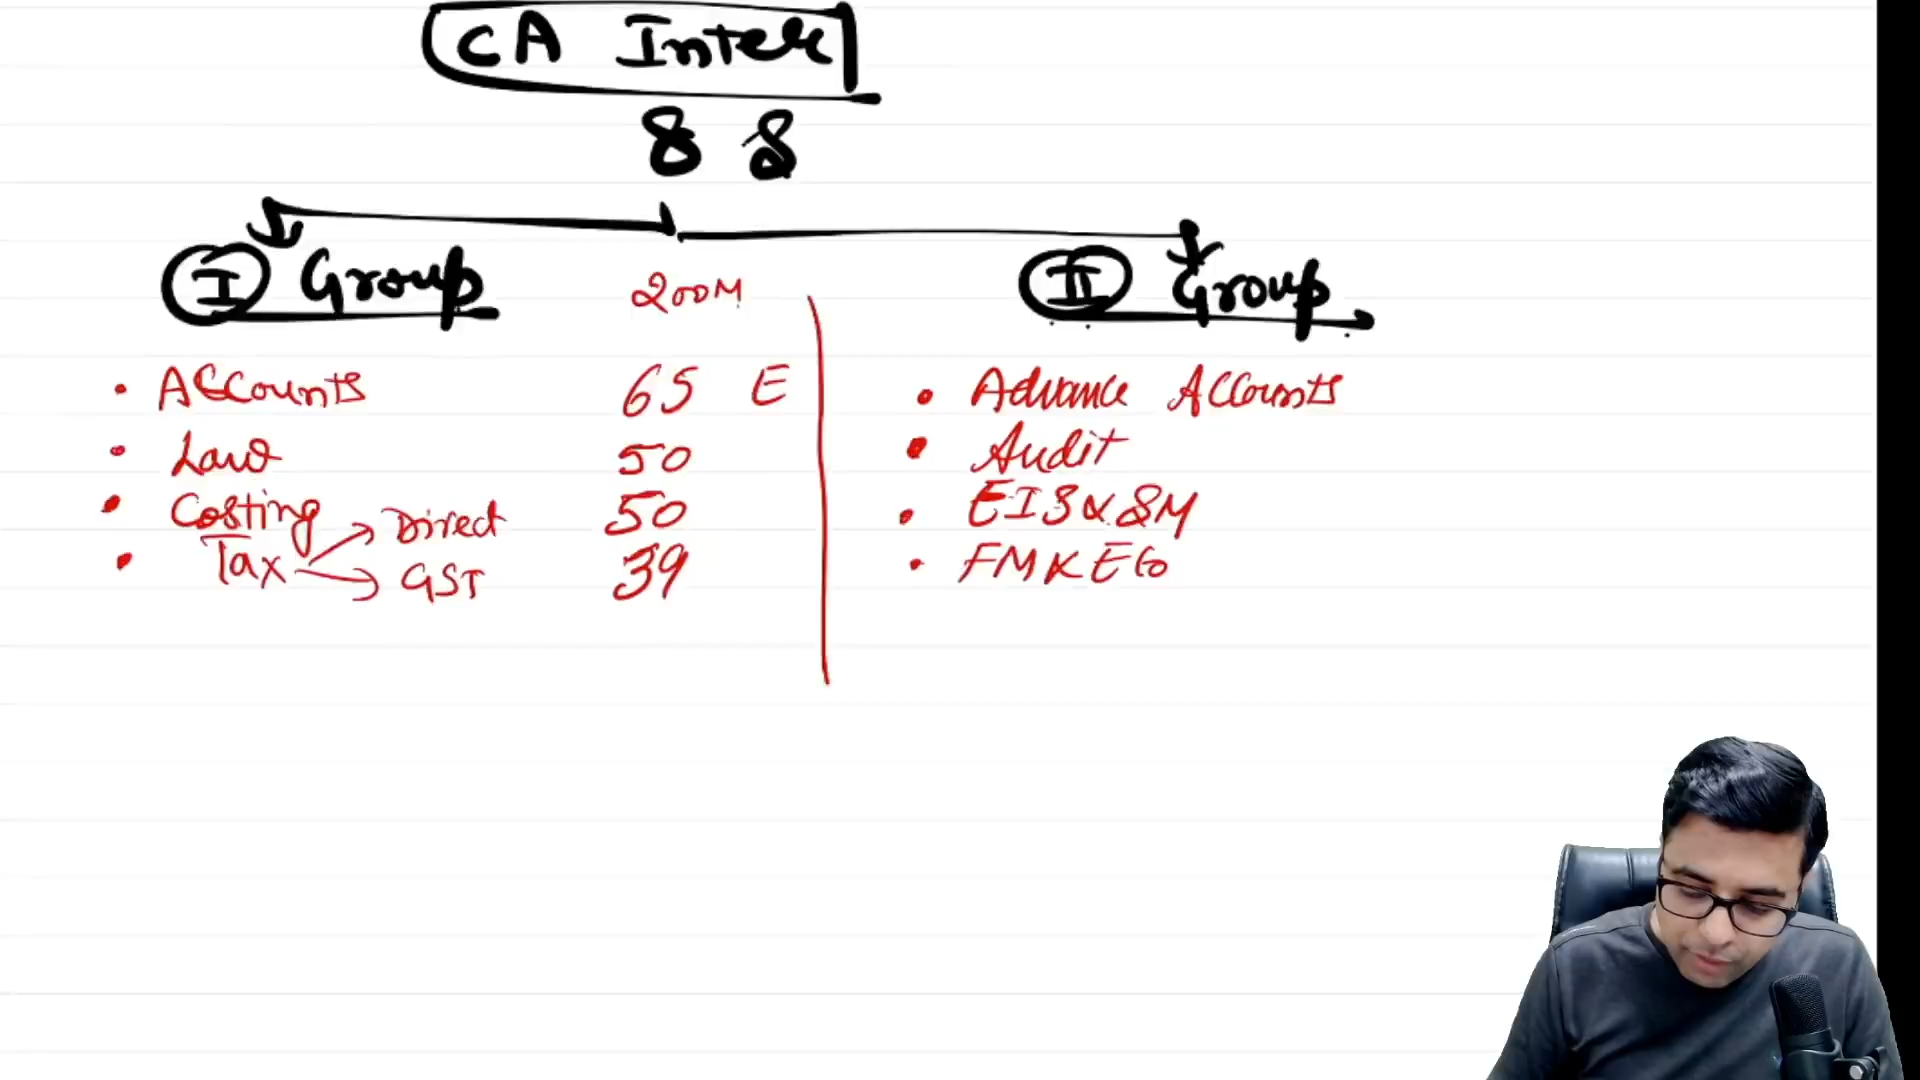 CA Inter
8 8
I Group 200M II Group
• Accounts 65 E • Advance Accounts
• Law 50 • Audit
• Costing 50 • EIS & SM
• Tax Direct GST 39 • FM & ECO